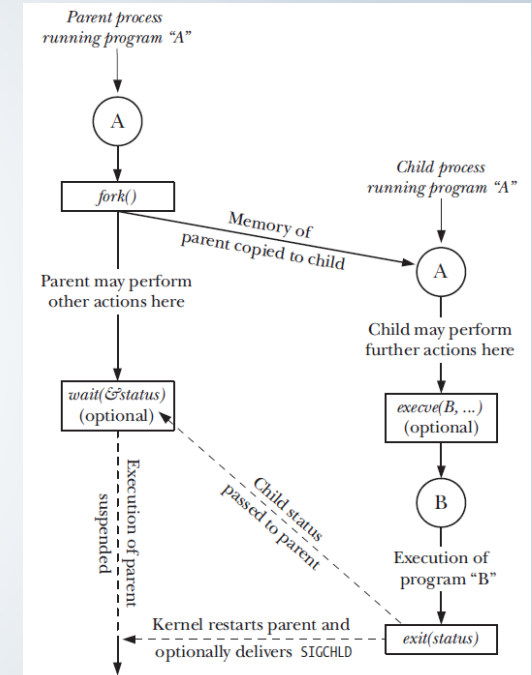 Parent process
running program “A”
A
fork()
Child process
running program “A”
Memory of
parent copied to child
A
Parent may perform
other actions here
Child may perform
further actions here
wait(&status)
(optional)
execve(B, ...)
(optional)
B
Execution of parent
suspended
Child status
passed to parent
Execution of
program “B”
Kernel restarts parent and
optionally delivers SIGCHLD
exit(status)